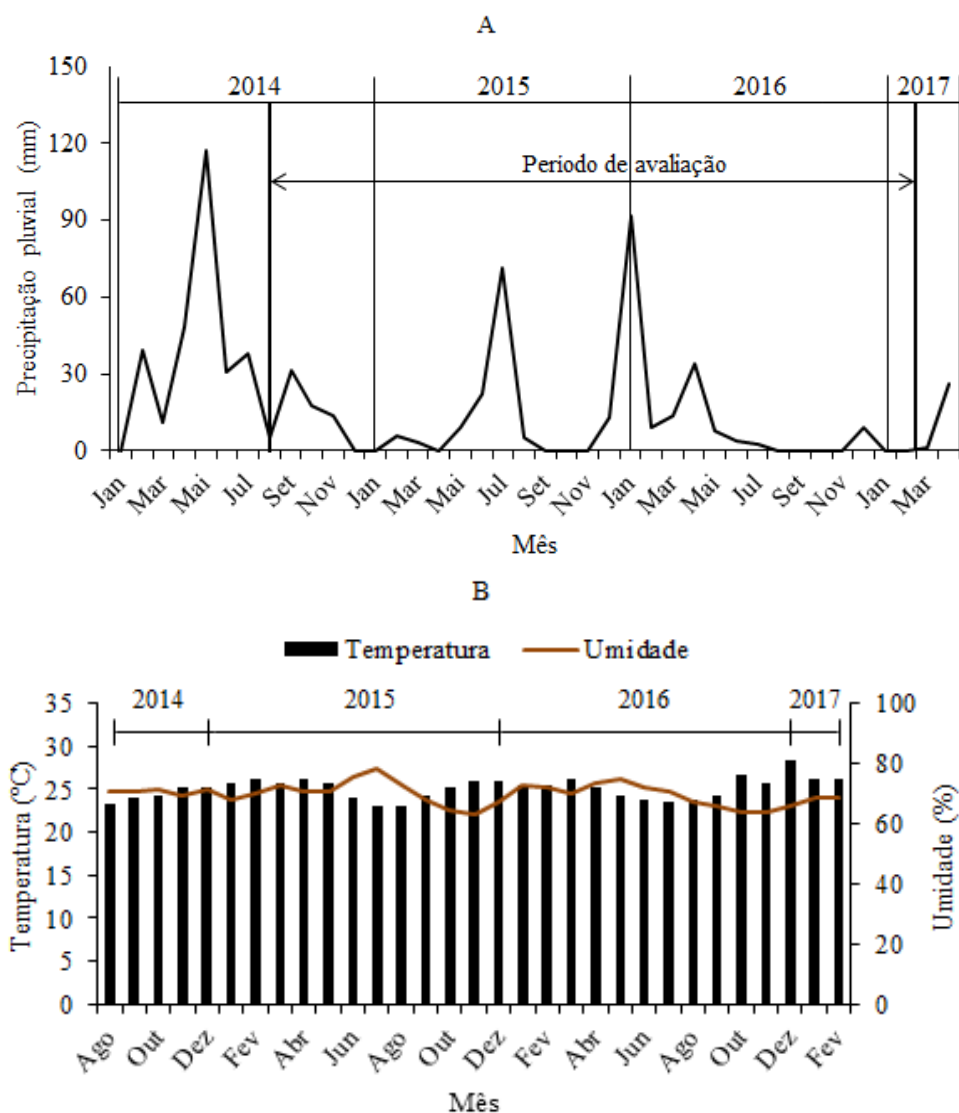 A
150
120
90
60
30
0
Precipitação pluvial (mm)
2014 2015 2016 2017
Periodo de avaliação
Jan Mar Mai Jul Set Nov Jan Mar Mai Jul Set Nov Jan Mar Mai Jul Set Nov Jan Mar
Mês
B
Temperatura Umidade
2014 2015 2016 2017
35
30
25
20
15
10
5
0
Temperatura (ºC)
100
80
60
40
20
0
Umidade (%)
Ago Out Dez Fev Abr Jun Ago Out Dez Fev Abr Jun Ago Out Dez Fev
Mês